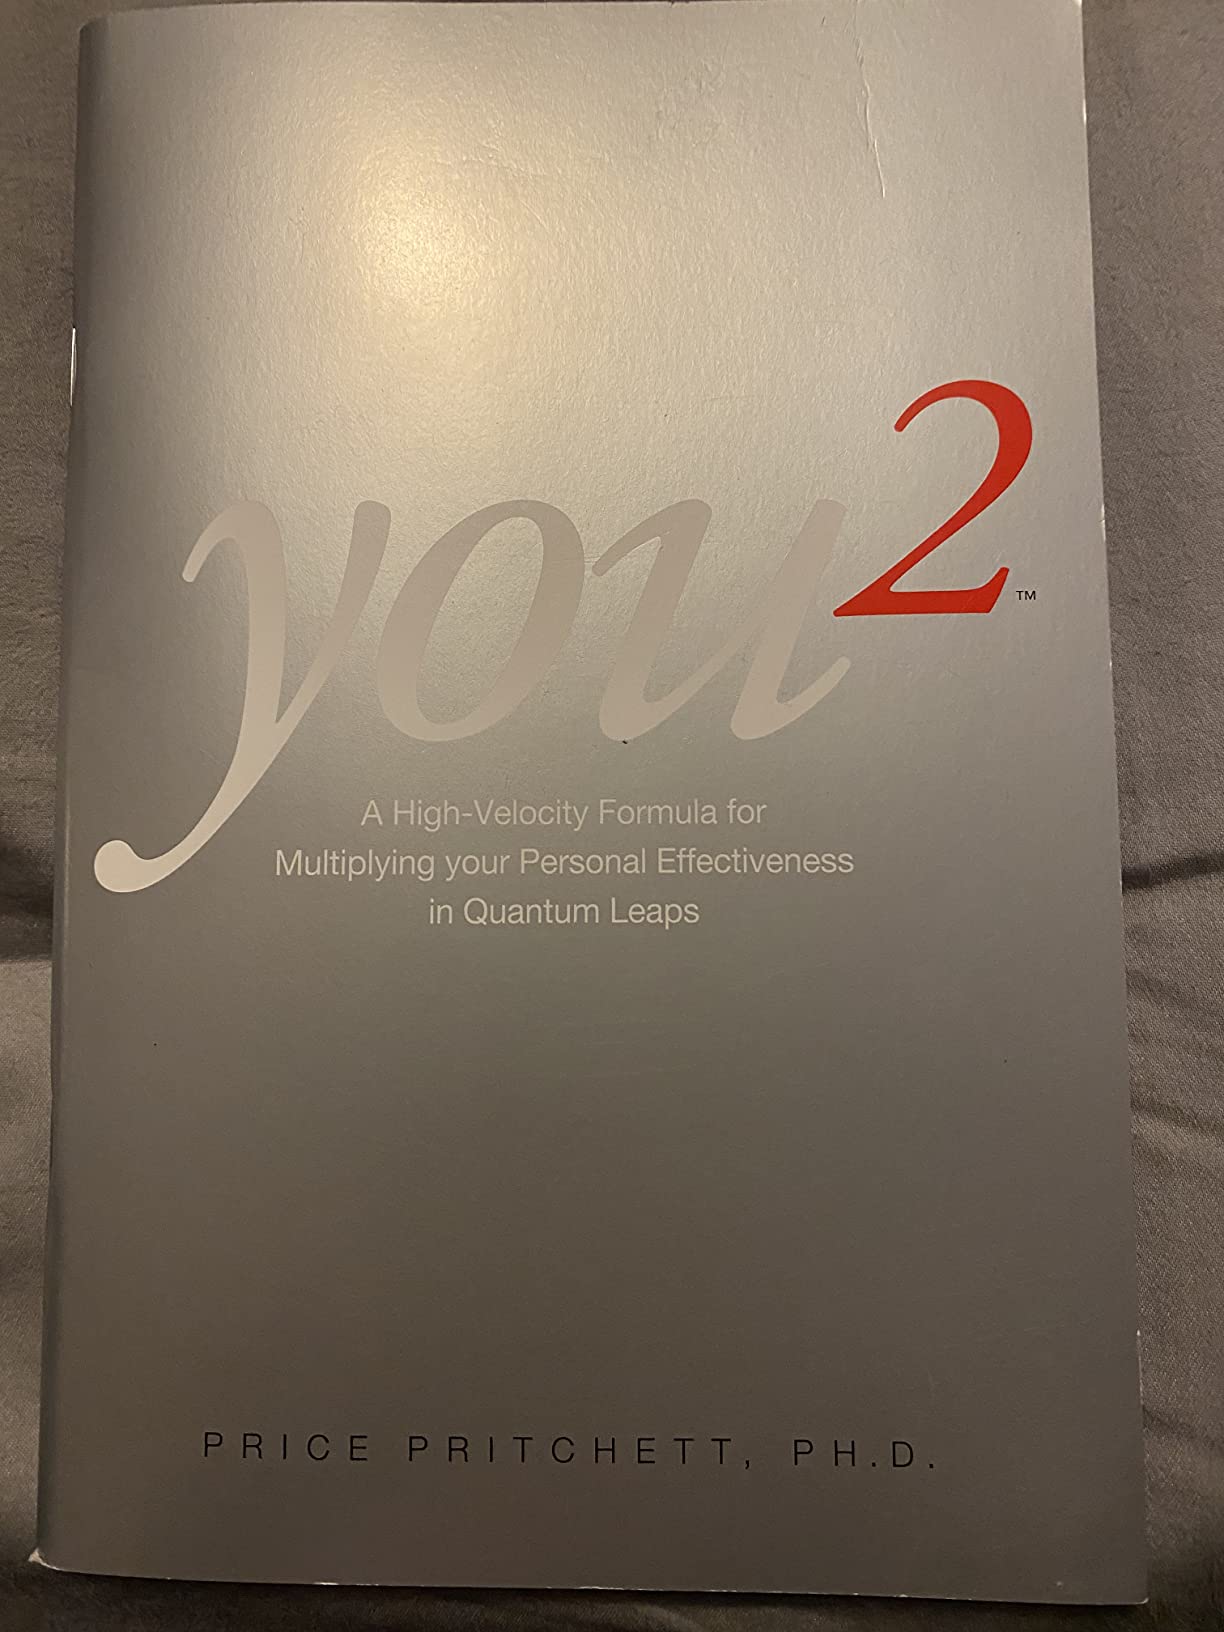 you2™
A High-Velocity Formula for
Multiplying your Personal Effectiveness
in Quantum Leaps
PRICE PRITCHETT, PH.D.